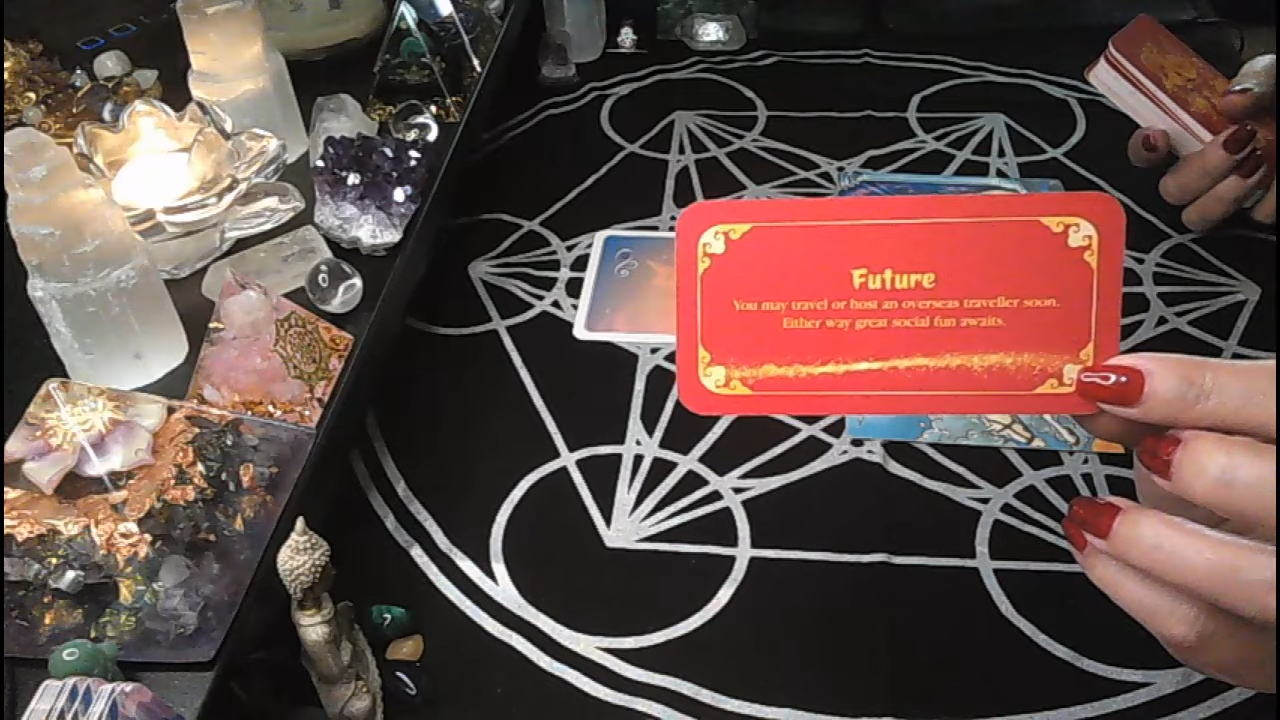 Future
You may travel or host an overseas traveller soon.
Either way great social fun awaits.